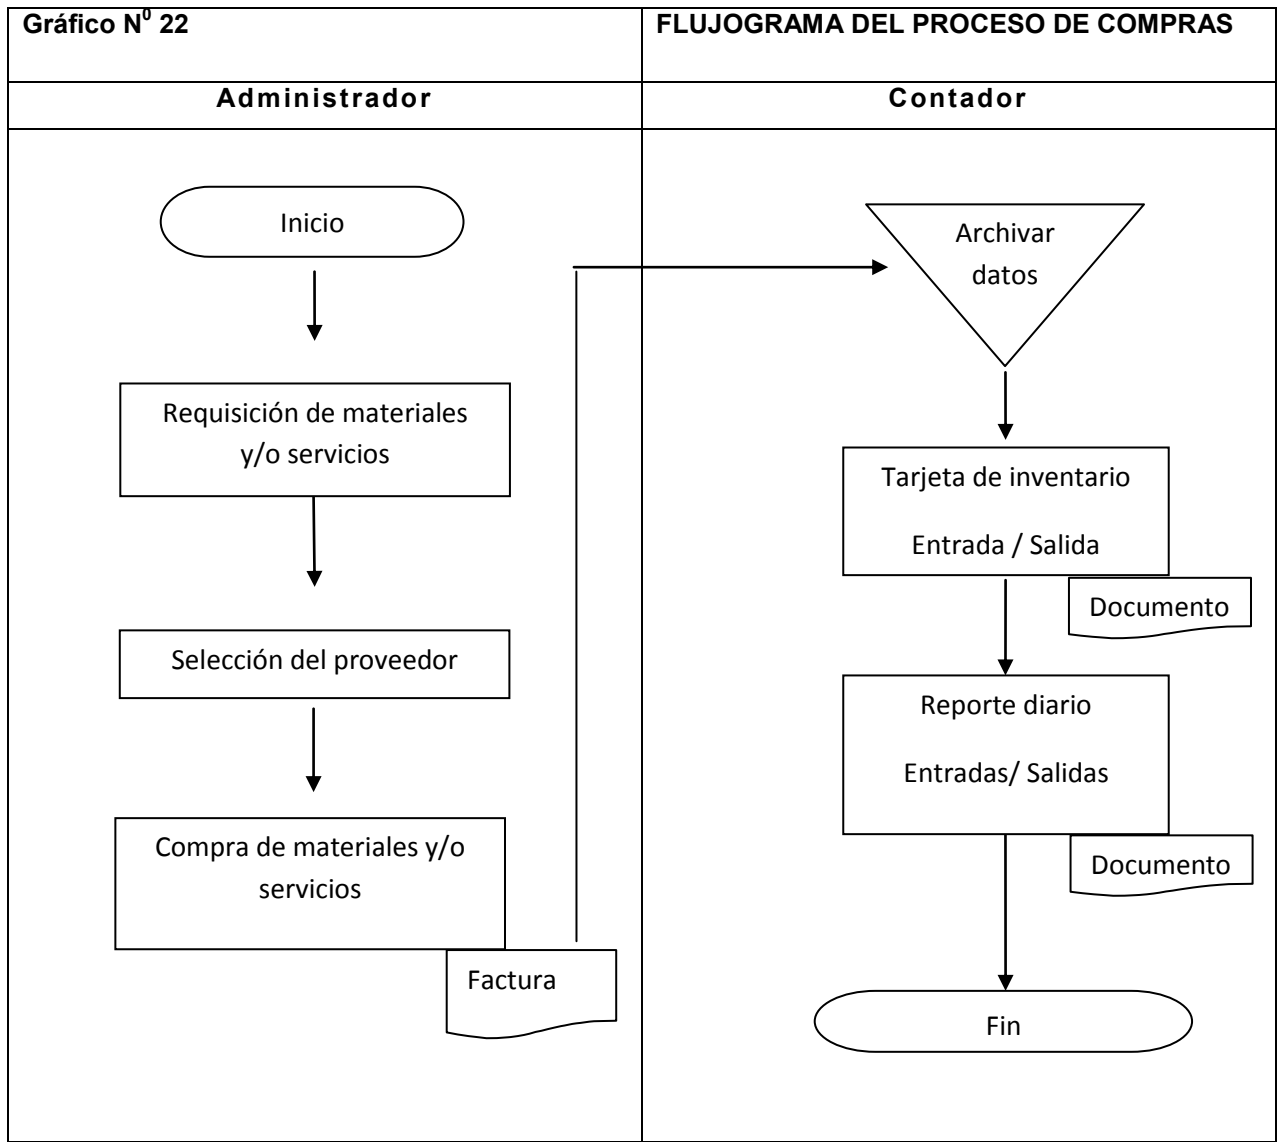 Gráfico N⁰ 22
FLUJOGRAMA DEL PROCESO DE COMPRAS
Administrador
Contador
Inicio
Requisición de materiales
y/o servicios
Selección del proveedor
Compra de materiales y/o
servicios
Factura
Archivar
datos
Tarjeta de inventario
Entrada / Salida
Documento
Reporte diario
Entradas/ Salidas
Documento
Fin